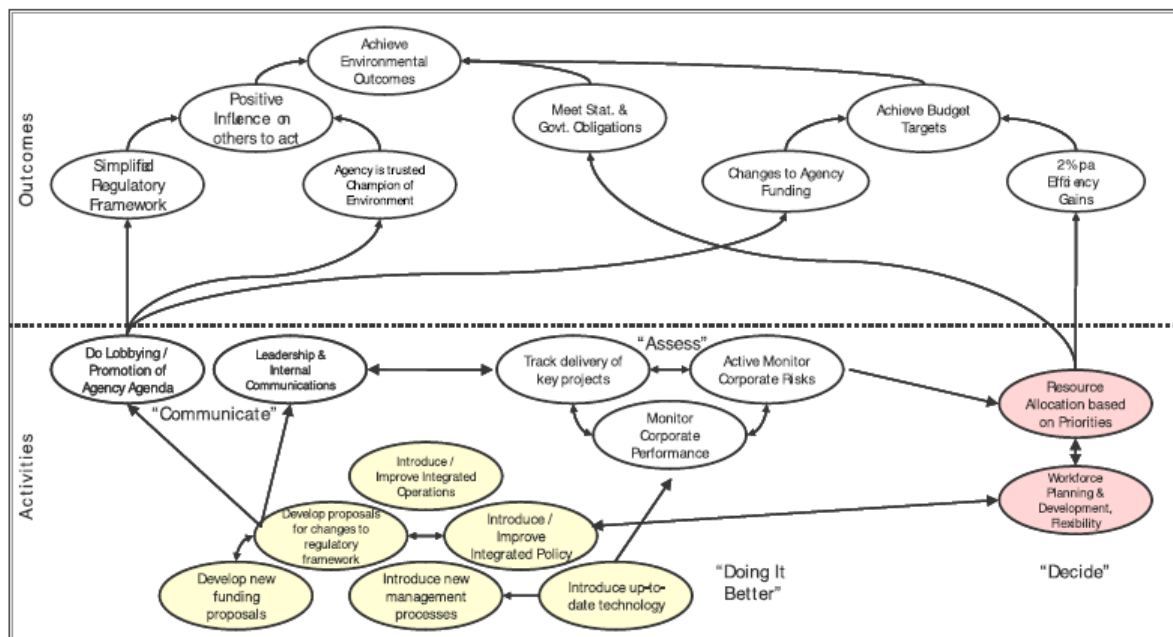 Outcomes
Achieve
Environmental
Outcomes
Positive
Influence on
others to act
Meet Stat. &
Govt. Obligations
Achieve Budget
Targets
Simplified
Regulatory
Framework
Agency is trusted
Champion of
Environment
Changes to Agency
Funding
2% pa
Efficiency
Gains
Activities
Do Lobbying /
Promotion of
Agency Agenda
Leadership &
Internal
Communications
"Communicate"
Track delivery of
key projects
"Assess"
Active Monitor
Corporate Risks
Monitor
Corporate
Performance
Resource
Allocation based
on Priorities
Introduce /
Improve Integrated
Operations
Develop proposals
for changes to
regulatory
framework
Introduce /
Improve
Integrated Policy
Workforce
Planning &
Development,
Flexibility
Develop new
funding
proposals
Introduce new
management
processes
Introduce up-to-
date technology
"Doing It
Better"
"Decide"